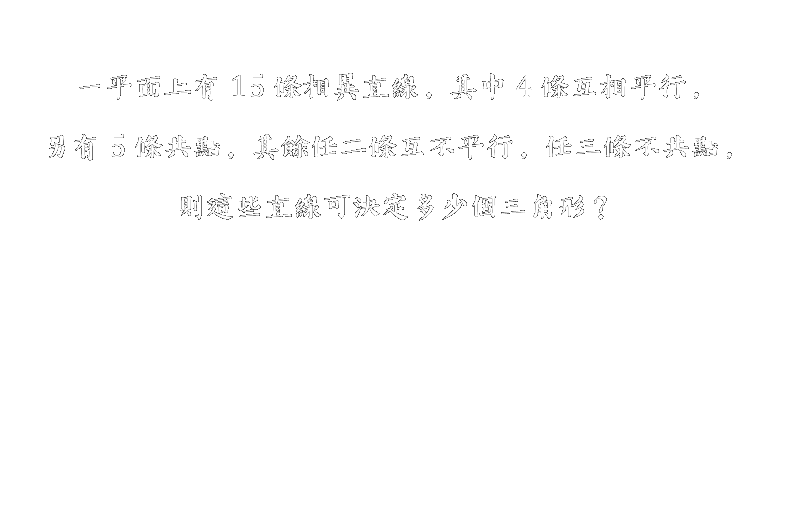 一平面上有 15 條相異直線，其中 4 條互相平行，
另有 5 條共點，其餘任二條互不平行，任三條不共點，
則這些直線可決定多少個三角形？